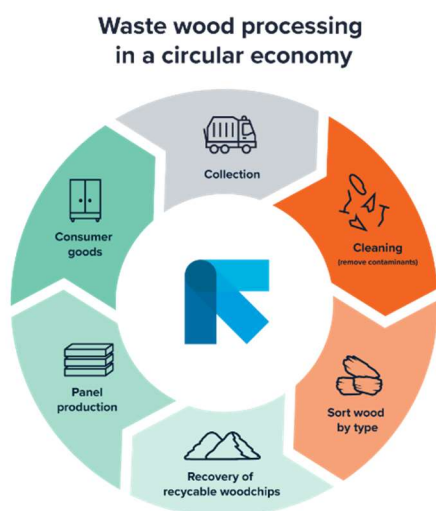 Waste wood processing
in a circular economy
Collection
Cleaning
(remove contaminants)
Sort wood
by type
Recovery of
recycable woodchips
Panel
production
Consumer
goods